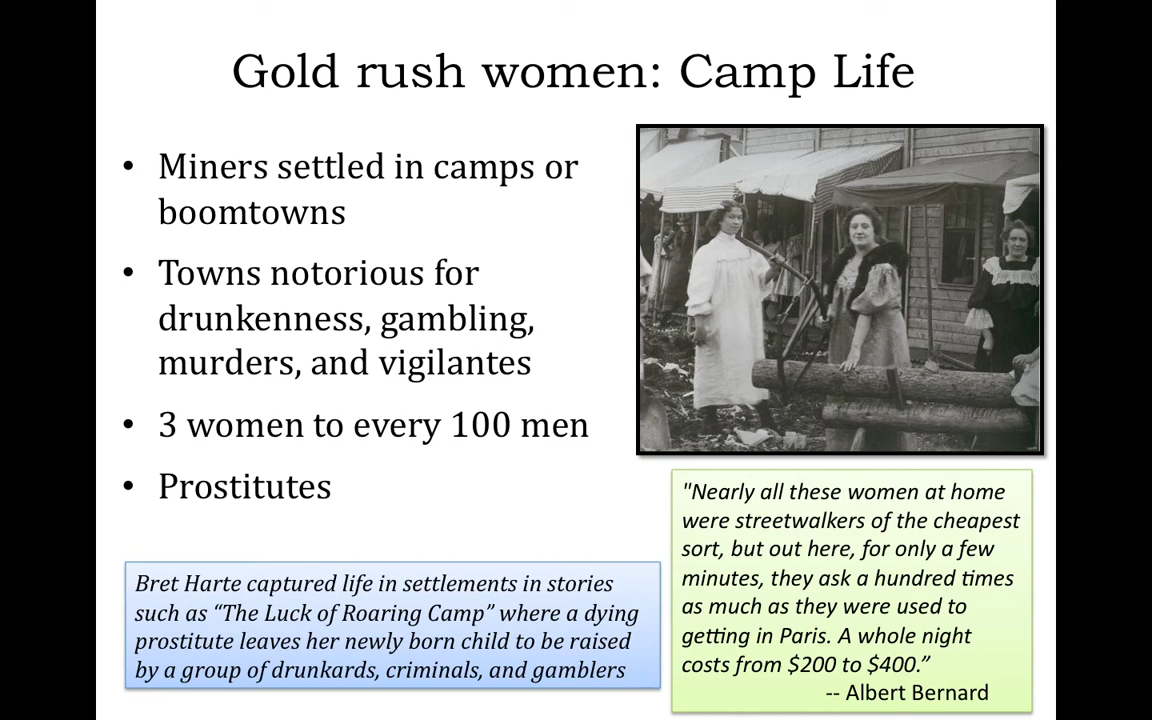 Gold rush women: Camp Life
• Miners settled in camps or
boomtowns
• Towns notorious for
drunkenness, gambling,
murders, and vigilantes
• 3 women to every 100 men
• Prostitutes
Bret Harte captured life in settlements in stories
such as “The Luck of Roaring Camp” where a dying
prostitute leaves her newly born child to be raised
by a group of drunkards, criminals, and gamblers
"Nearly all these women at home
were streetwalkers of the cheapest
sort, but out here, for only a few
minutes, they ask a hundred times
as much as they were used to
getting in Paris. A whole night
costs from $200 to $400.”
-- Albert Bernard